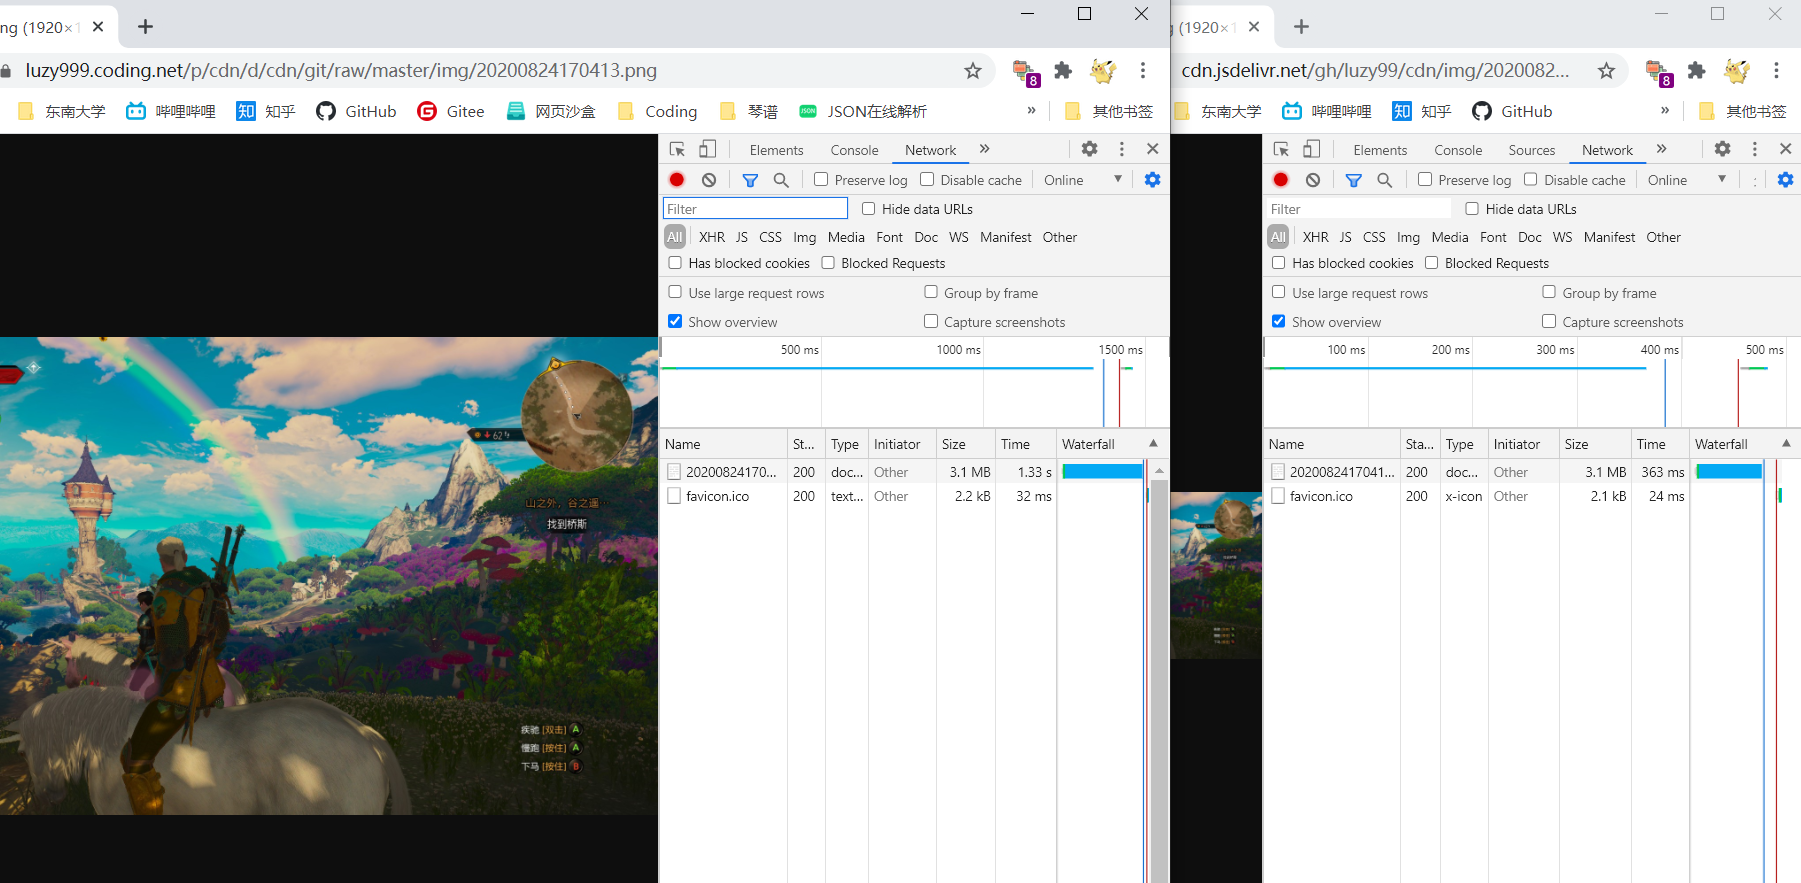 ng (1920×1
luzy999.coding.net/p/cdn/d/cdn/git/raw/master/img/20200824170413.png
8
东南大学 哔哩哔哩 知 知乎 GitHub G Gitee 网页沙盒 Coding 琴谱 JSON JSON在线解析 » 其他书签
Elements Console Network »
Preserve log Disable cache Online
Filter Hide data URLs
All XHR JS CSS Img Media Font Doc WS Manifest Other
Has blocked cookies Blocked Requests
Use large request rows Group by frame
Show overview Capture screenshots
500 ms 1000 ms 1500 ms
Name St... Type Initiator Size Time Waterfall
20200824170... 200 doc... Other 3.1 MB 1.33 s
favicon.ico 200 text... Other 2.2 kB 32 ms
62
山之外，谷之遥…
找到桥斯
疾驰 [双击] A
慢跑 [按住] A
下马 [按住] B
(1920×1
cdn.jsdelivr.net/gh/luzy99/cdn/img/2020082...
8
东南大学 哔哩哔哩 知 知乎 GitHub » 其他书签
Elements Console Sources Network »
Preserve log Disable cache Online
Filter Hide data URLs
All XHR JS CSS Img Media Font Doc WS Manifest Other
Has blocked cookies Blocked Requests
Use large request rows Group by frame
Show overview Capture screenshots
100 ms 200 ms 300 ms 400 ms 500 ms
Name Sta... Type Initiator Size Time Waterfall
2020082417041... 200 doc... Other 3.1 MB 363 ms
favicon.ico 200 x-icon Other 2.1 kB 24 ms